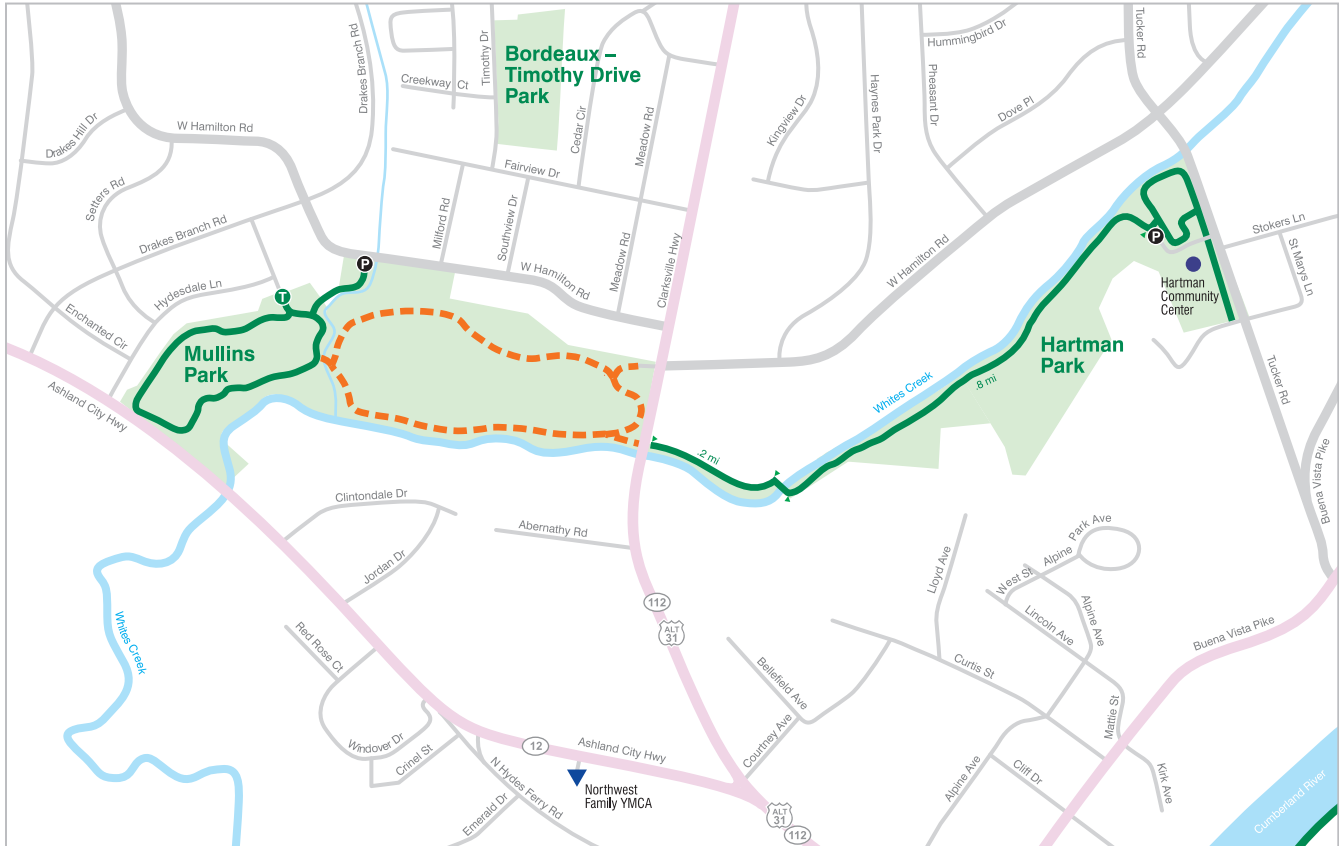 Drakes Branch Rd
Timothy Dr
Bordeaux –
Timothy Drive
Park
Creekway Ct
Cedar Cir
Meadow Rd
Kingview Dr
Haynes Park Dr
Pheasant Dr
Hummingbird Dr
Dove Pl
Tucker Rd
Drakes Hill Dr
W Hamilton Rd
Setters Rd
Drakes Branch Rd
Fairview Dr
Milford Rd
Southview Dr
Meadow Rd
Clarksville Hwy
W Hamilton Rd
W Hamilton Rd
P
P
T
Stokers Ln
St Marys Ln
Hartman
Community
Center
Hydesdale Ln
Enchanted Cir
Mullins
Park
Hartman
Park
Ashland City Hwy
Whites Creek
.8 mi
.2 mi
Tucker Rd
Buena Vista Pike
Clintondale Dr
Jordan Dr
Abernathy Rd
Park Ave
Alpine
West St
Lloyd Ave
Lincoln Ave
Alpine Ave
112
ALT
31
Whites Creek
Red Rose Ct
Bellefield Ave
Curtis St
Buena Vista Pike
Mattie St
Windover Dr
Crinel St
12
Ashland City Hwy
Courtney Ave
Alpine Ave
Cliff Dr
Kirk Ave
N Hydes Ferry Rd
Emerald Dr
Northwest
Family YMCA
ALT
31
112
Cumberland River